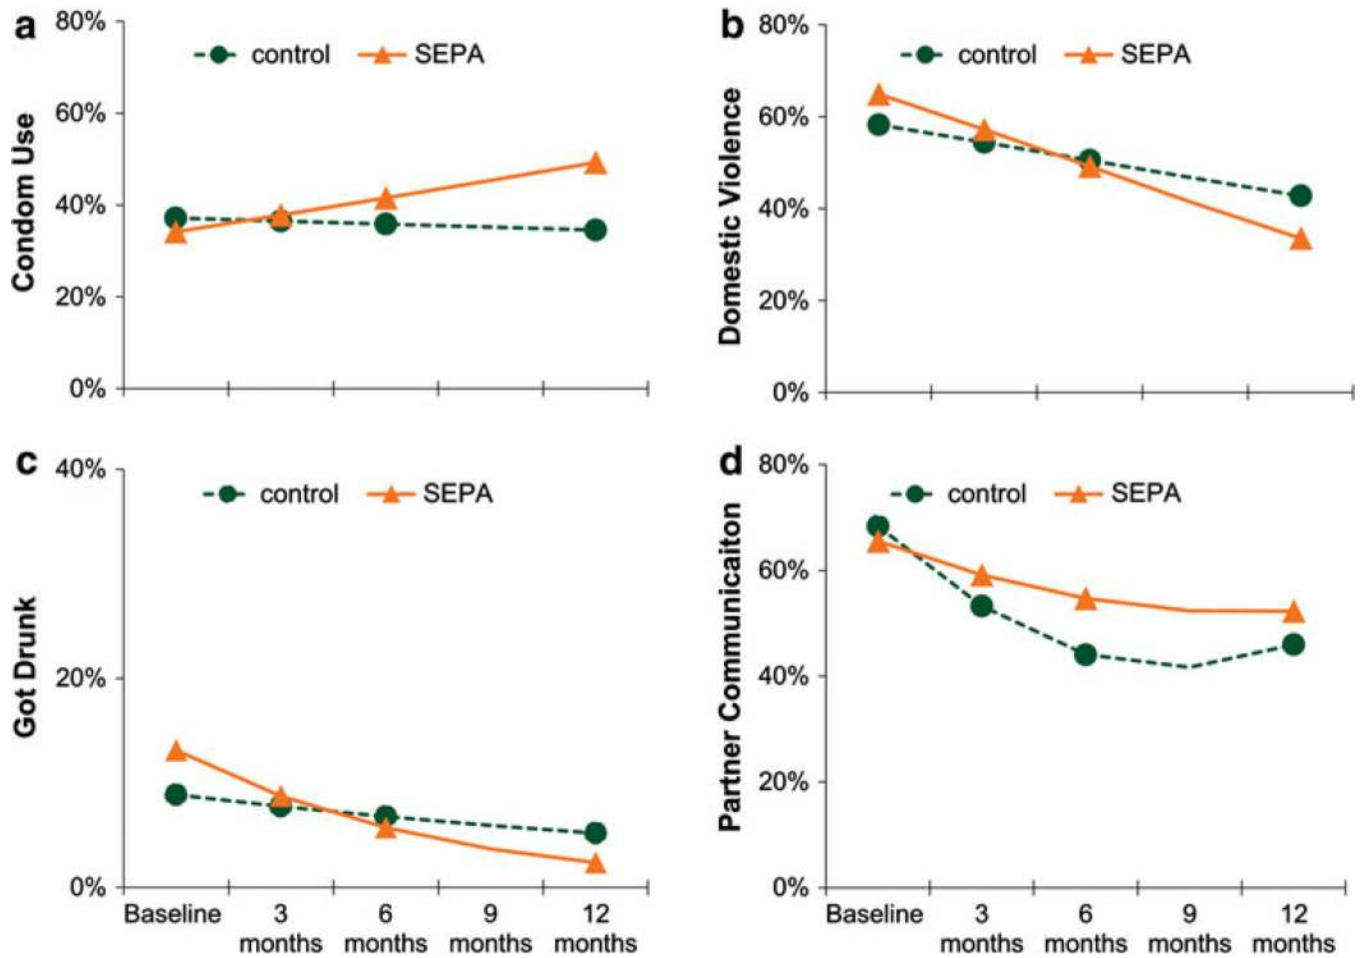 a
80%
control
SEPA
60%
40%
20%
0%
Condom Use
b
80%
control
SEPA
60%
40%
20%
0%
Domestic Violence
c
40%
control
SEPA
20%
0%
Got Drunk
Baseline
3
months
6
months
9
months
12
months
d
80%
control
SEPA
60%
40%
20%
0%
Partner Communicaiton
Baseline
3
months
6
months
9
months
12
months